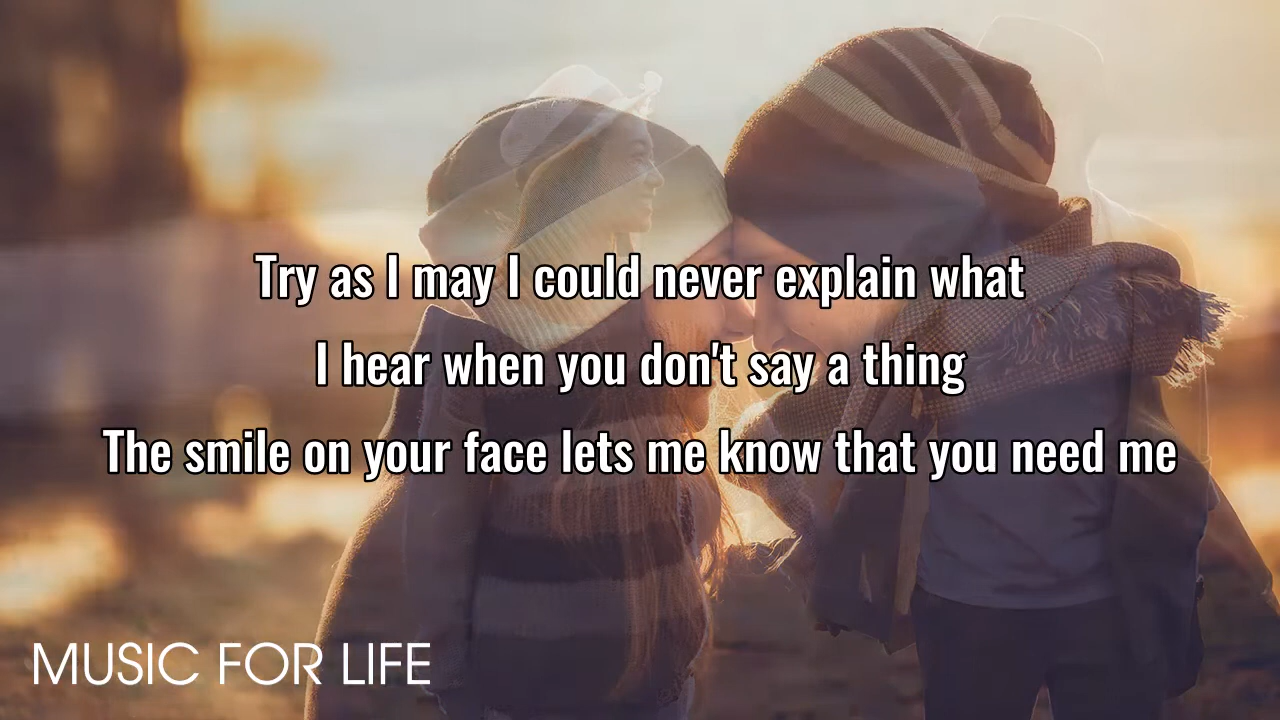 Try as I may I could never explain what
I hear when you don't say a thing
The smile on your face lets me know that you need me
MUSIC FOR LIFE